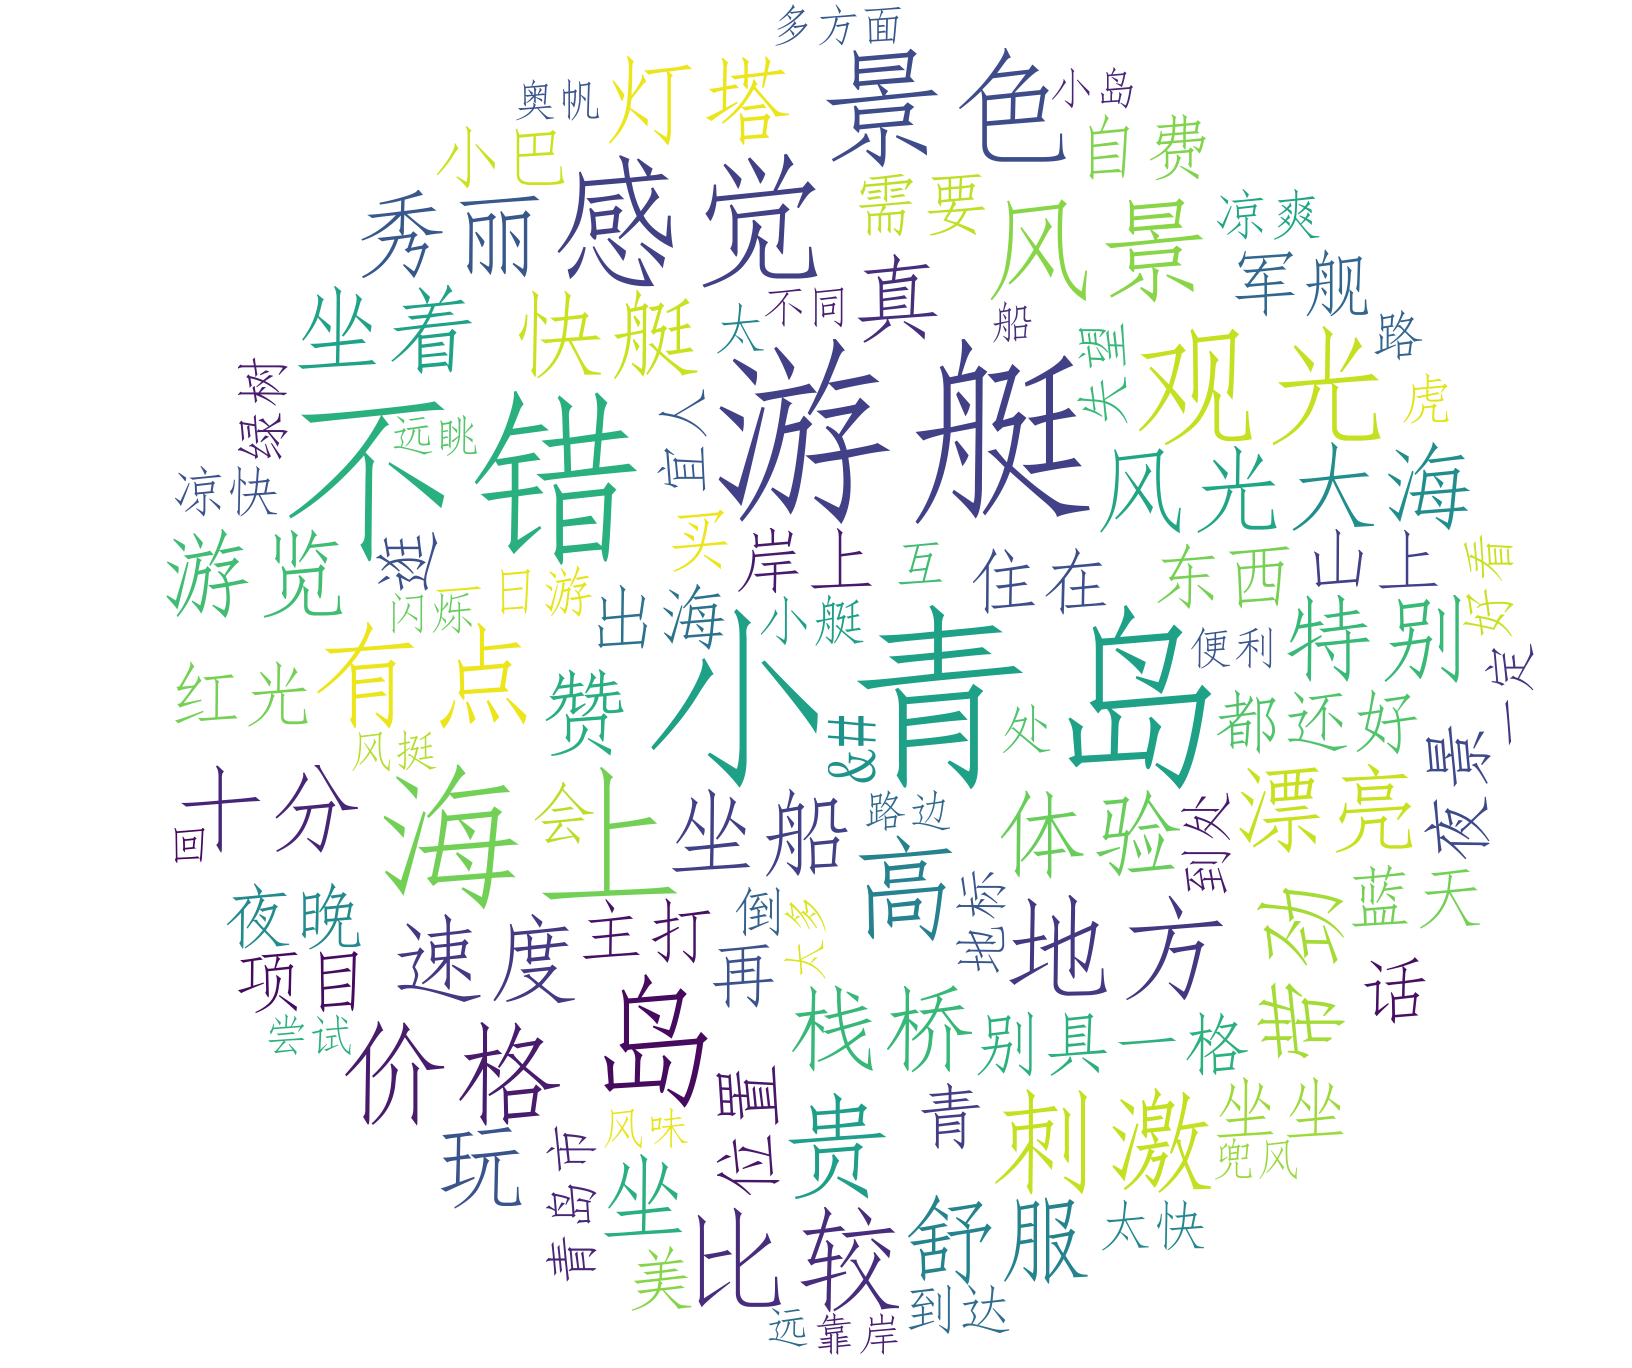 多方面
奥帆
灯塔
景色
小岛
小巴
自费
秀丽
感觉
需要
风景
凉爽
坐着
快艇
太
不同
真
船
军舰
路
绿树
不错
远眺
宜人
游艇
失望
观光
虎
凉快
风光
大海
游览
逛
买
岸上
互
住在
东西
山上
好看
一日游
闪烁
出海
小艇
小青岛
便利
特别
一定
红光
有点
赞
&#
处
都还好
夜景
风挺
十分
海上
会
坐船
路边
体验
到处
漂亮
回
高
夜晚
速度
主打
倒
太多
地标
地方
带劲
蓝天
项目
再
话
尝试
价格
岛
栈桥
别具一格
位置
玩
青岛市
风味
坐
贵
青
刺激
坐坐
兜风
美
比较
舒服
太快
远
靠岸
到达